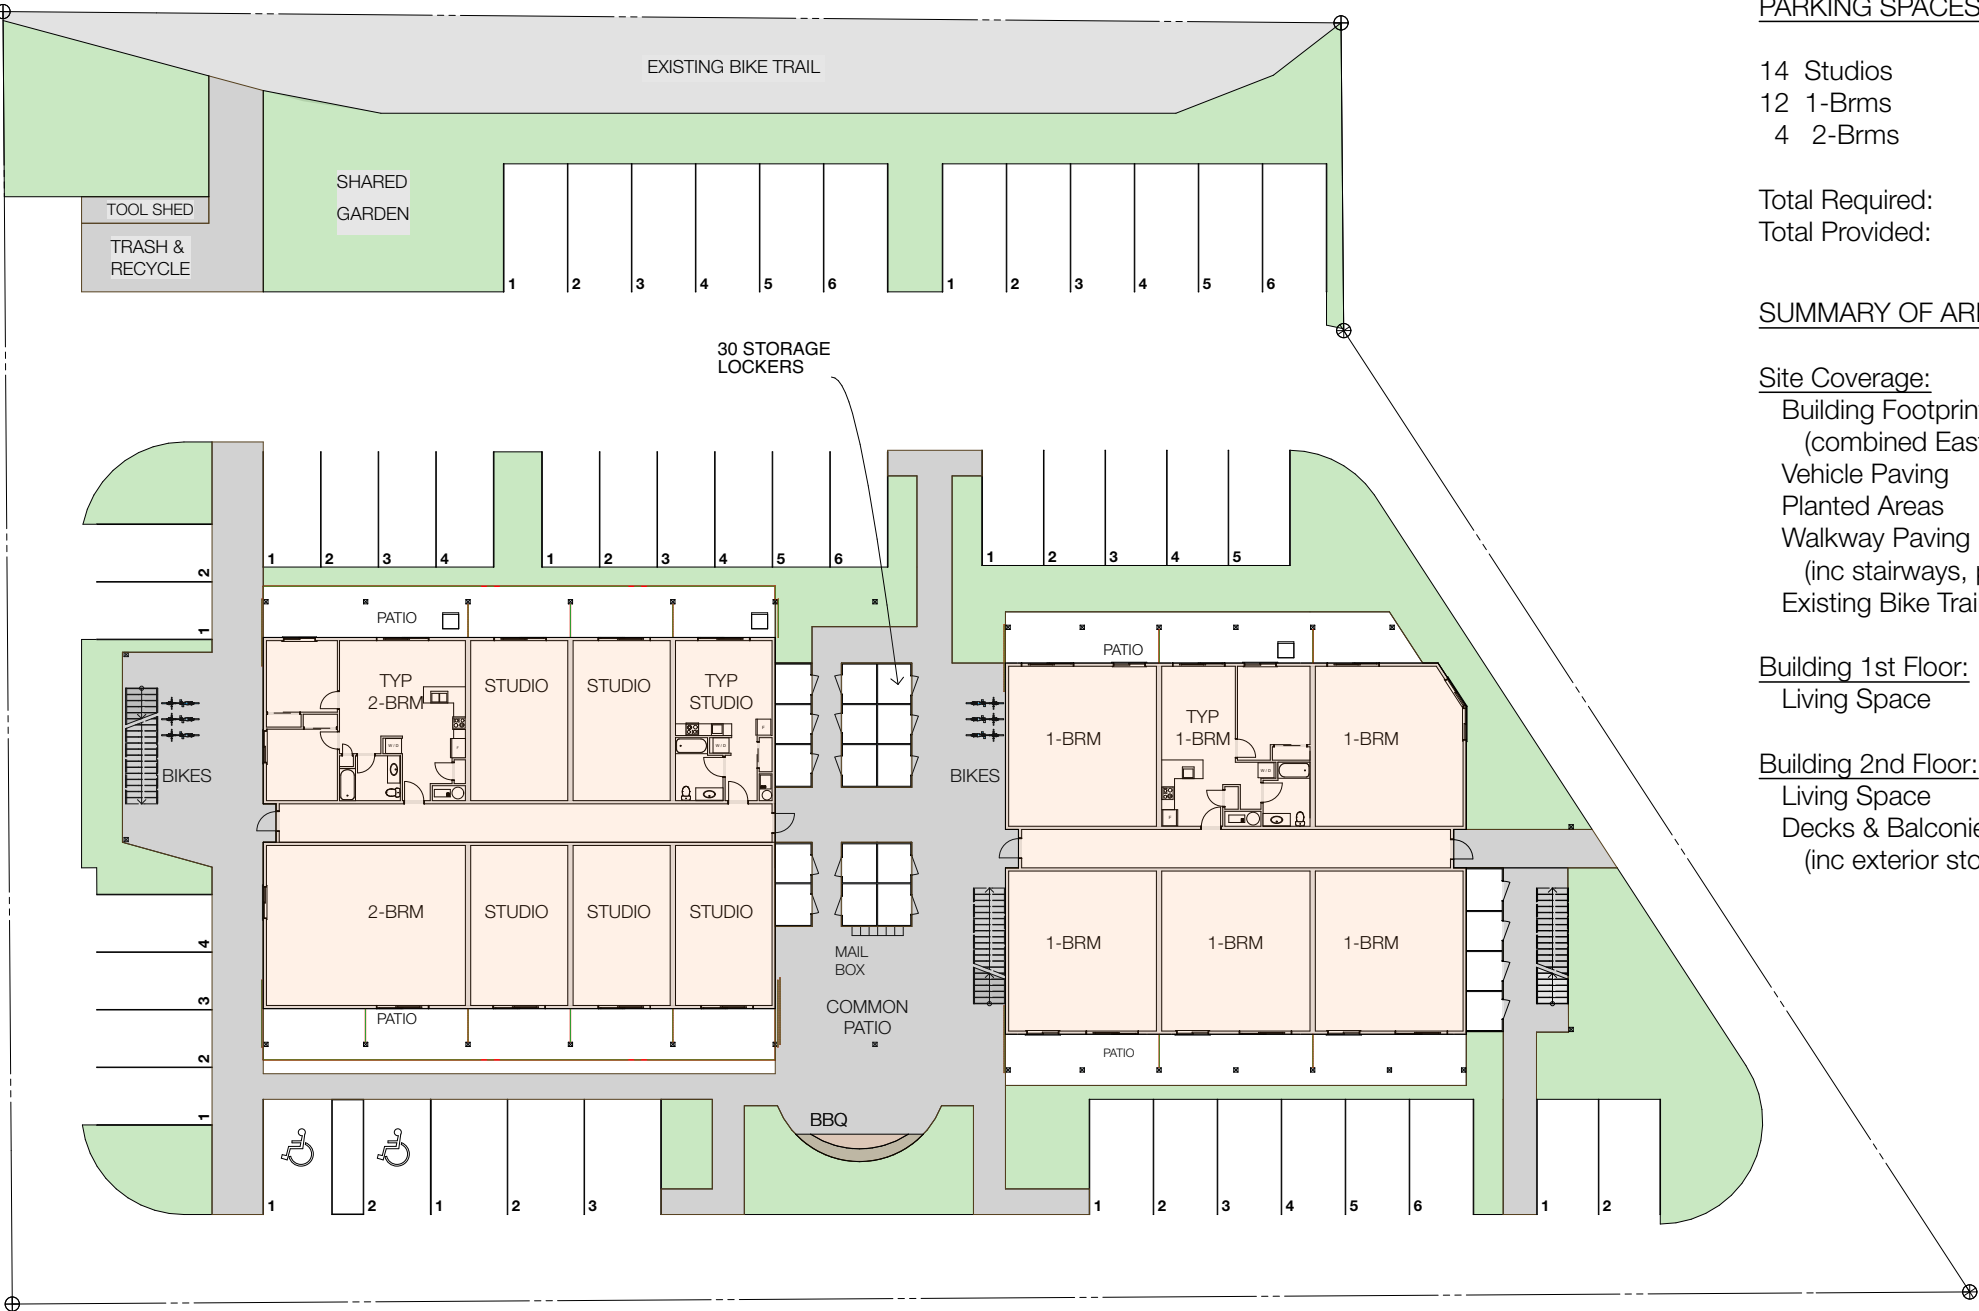 PARKING SPACES
14 Studios
12 1-Brms
4 2-Brms
Total Required:
Total Provided:
SUMMARY OF
Site Coverage:
Building
(combined
Vehicle Paving
Planted Areas
Walkway Paving
(inc stairways,
Existing Bike
Building 1st Floor:
Living Space
Building 2nd Floor:
Living Space
Decks &
(inc exterior
EXISTING BIKE TRAIL
SHARED
GARDEN
TOOL SHED
TRASH &
RECYCLE
1 2 3 4 5 6
1 2 3 4 5 6
30 STORAGE
LOCKERS
1 2 3 4
1 2 3 4 5 6
1 2 3 4 5
2
1
PATIO
PATIO
TYP
2-BRM
STUDIO
STUDIO
TYP
STUDIO
1-BRM
TYP
1-BRM
1-BRM
W/D
W/D
W/D
F
F
F
BIKES
BIKES
2-BRM
STUDIO
STUDIO
STUDIO
1-BRM
1-BRM
1-BRM
MAIL
BOX
COMMON
PATIO
PATIO
PATIO
4
3
2
1
BBQ
1 2 1 2 3
1 2 3 4 5 6
1 2